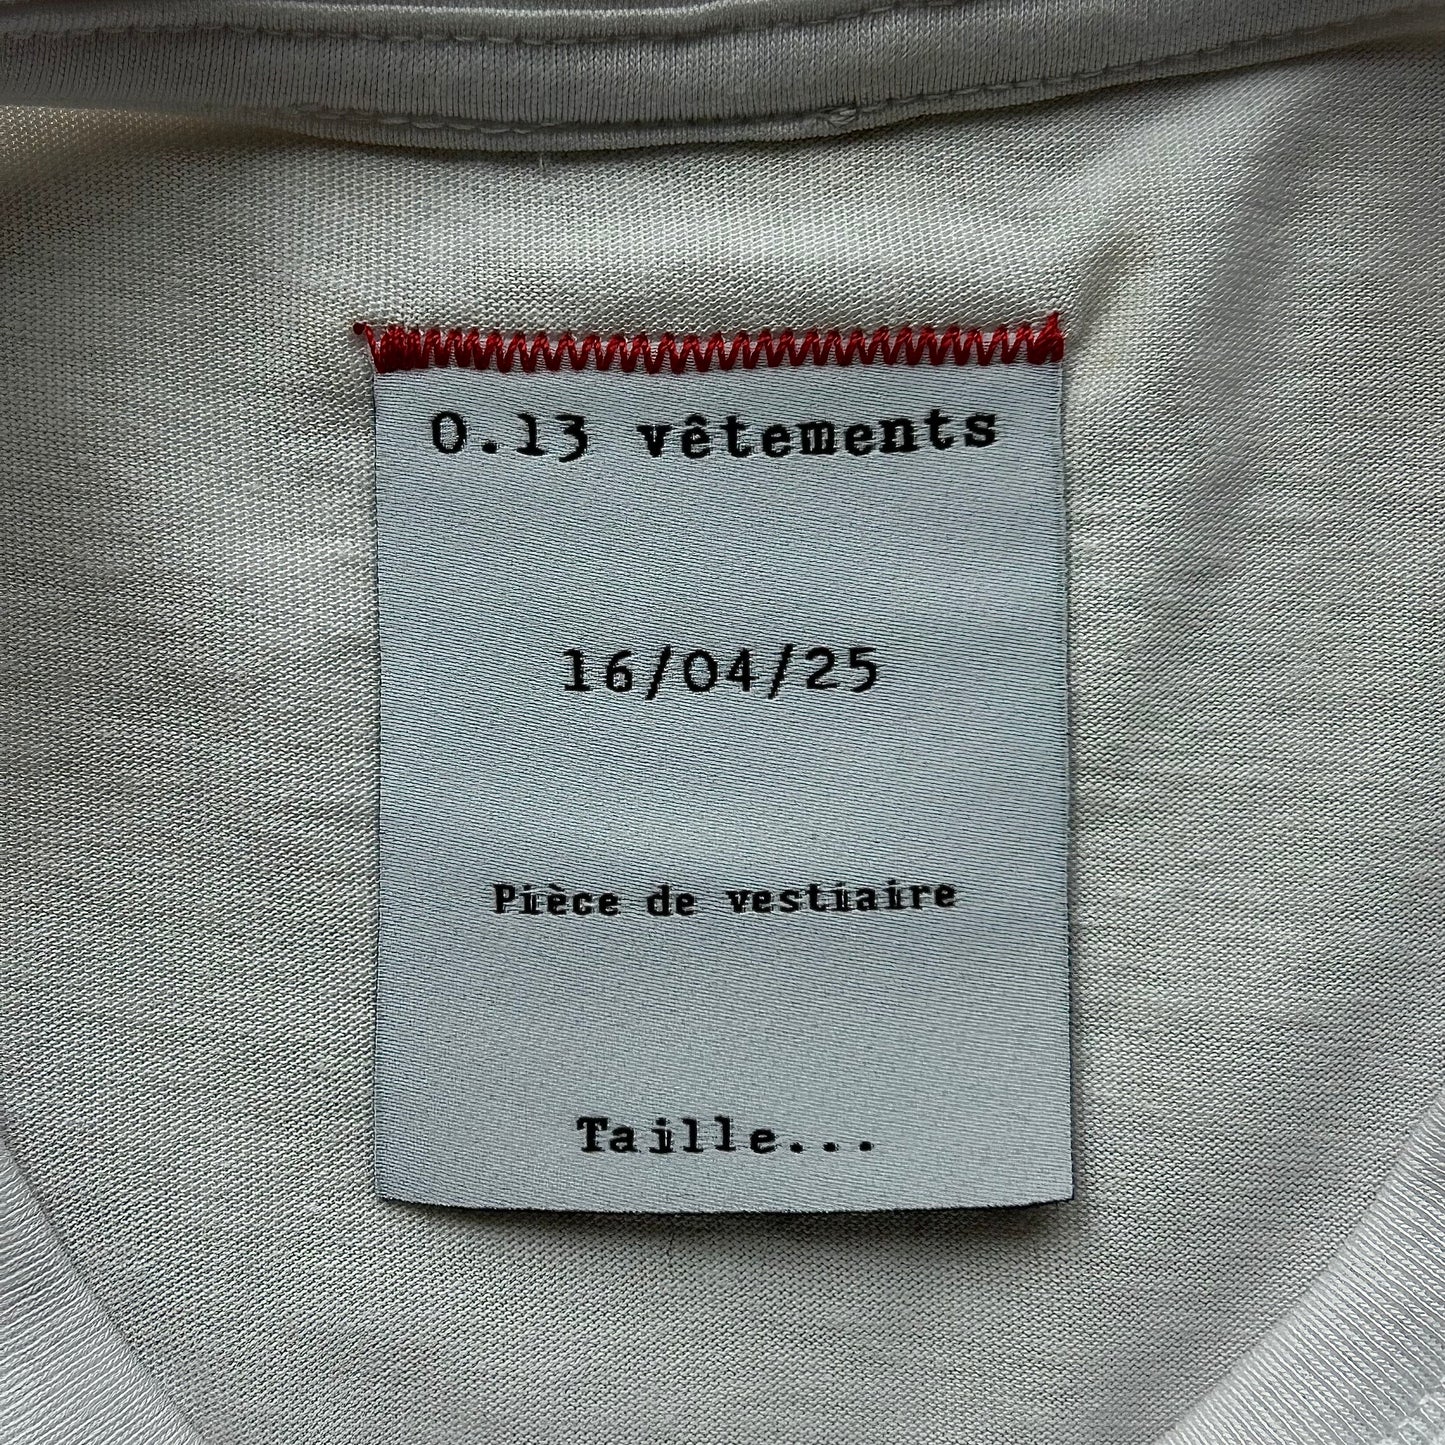 0.13 vêtements
16/04/25
Pièce de vestiaire
Taille...